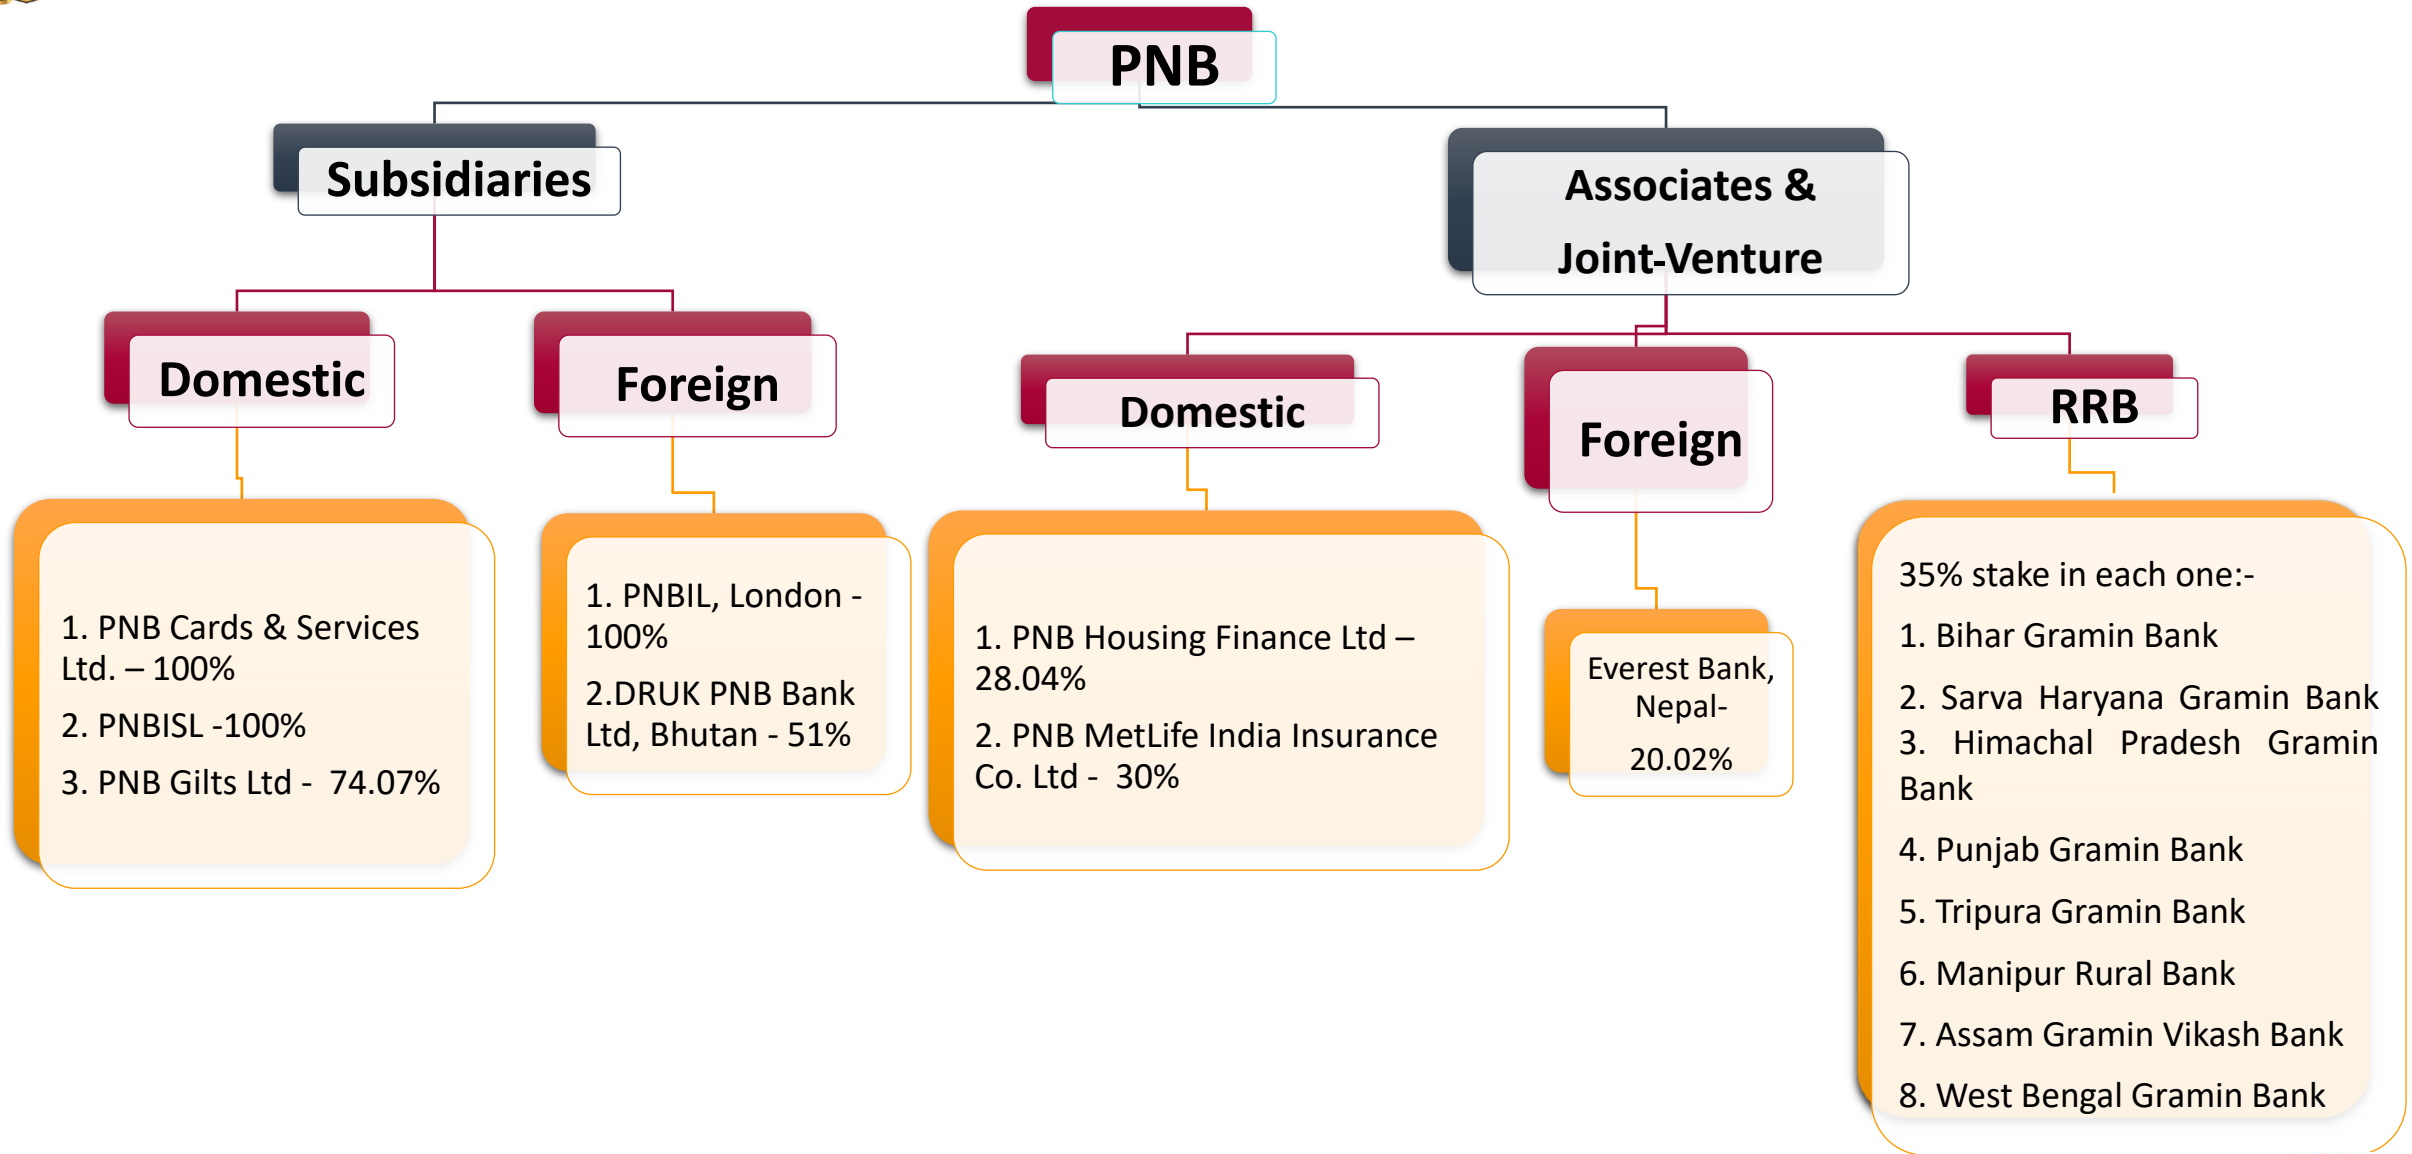 PNB
Subsidiaries
Associates &
Joint-Venture
Domestic
Foreign
Domestic
Foreign
RRB
1. PNB Cards & Services
Ltd. – 100%
2. PNBISL -100%
3. PNB Gilts Ltd -  74.07%
1. PNBIL, London -
100%
2.DRUK PNB Bank
Ltd, Bhutan - 51%
1. PNB Housing Finance Ltd –
28.04%
2. PNB MetLife India Insurance
Co. Ltd -  30%
Everest Bank,
Nepal-
20.02%
35% stake in each one:-
1. Bihar Gramin Bank
2. Sarva Haryana Gramin Bank
3. Himachal Pradesh Gramin
Bank
4. Punjab Gramin Bank
5. Tripura Gramin Bank
6. Manipur Rural Bank
7. Assam Gramin Vikash Bank
8. West Bengal Gramin Bank